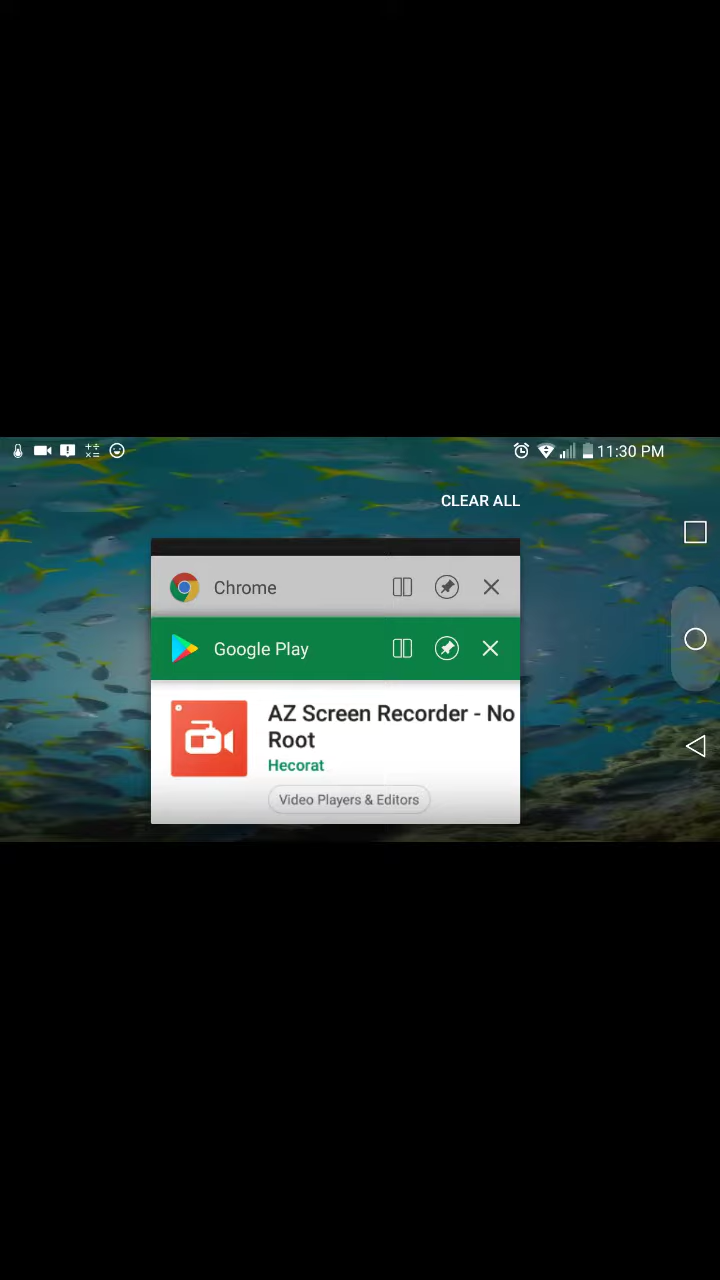 11:30 PM
CLEAR ALL
Chrome
Google Play
AZ Screen Recorder - No
Root
Hecorat
Video Players & Editors